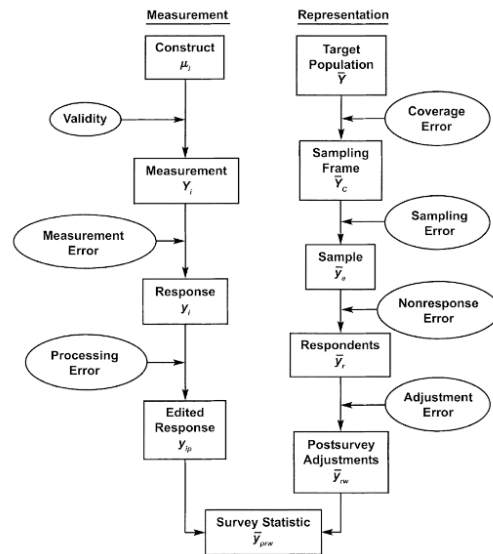 Measurement
Construct
μi
Validity
Measurement
Yi
Measurement
Error
Response
yi
Processing
Error
Edited
Response
yip
Representation
Target
Population
Ȳ
Coverage
Error
Sampling
Frame
ȲC
Sampling
Error
Sample
ȳs
Nonresponse
Error
Respondents
ȳr
Adjustment
Error
Postsurvey
Adjustments
ȳrw
Survey Statistic
ȳprw